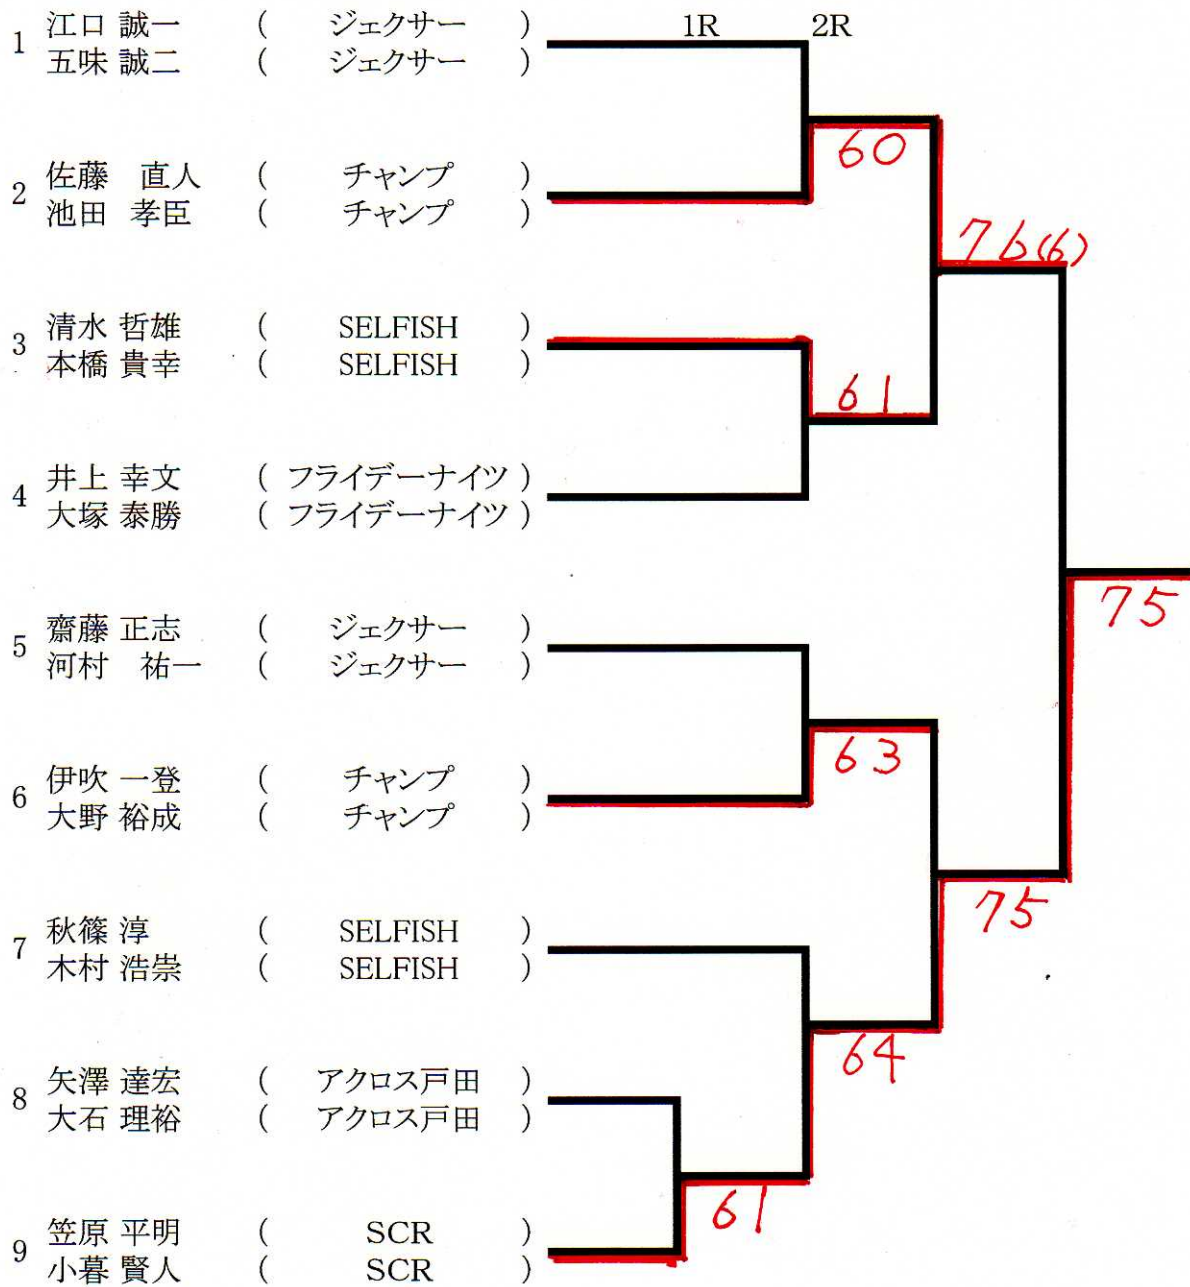 1R 2R
1 江口 誠一 ( ジェクサー )
五味 誠二 ( ジェクサー )
60
2 佐藤 直人 ( チャンプ )
池田 孝臣 ( チャンプ )
76(6)
3 清水 哲雄 ( SELFISH )
本橋 貴幸 ( SELFISH )
61
4 井上 幸文 ( フライデーナイツ )
大塚 泰勝 ( フライデーナイツ )
75
5 齋藤 正志 ( ジェクサー )
河村 祐一 ( ジェクサー )
63
6 伊吹 一登 ( チャンプ )
大野 裕成 ( チャンプ )
75
7 秋篠 淳 ( SELFISH )
木村 浩崇 ( SELFISH )
64
8 矢澤 達宏 ( アクロス戸田 )
大石 理裕 ( アクロス戸田 )
61
9 笠原 平明 ( SCR )
小暮 賢人 ( SCR )